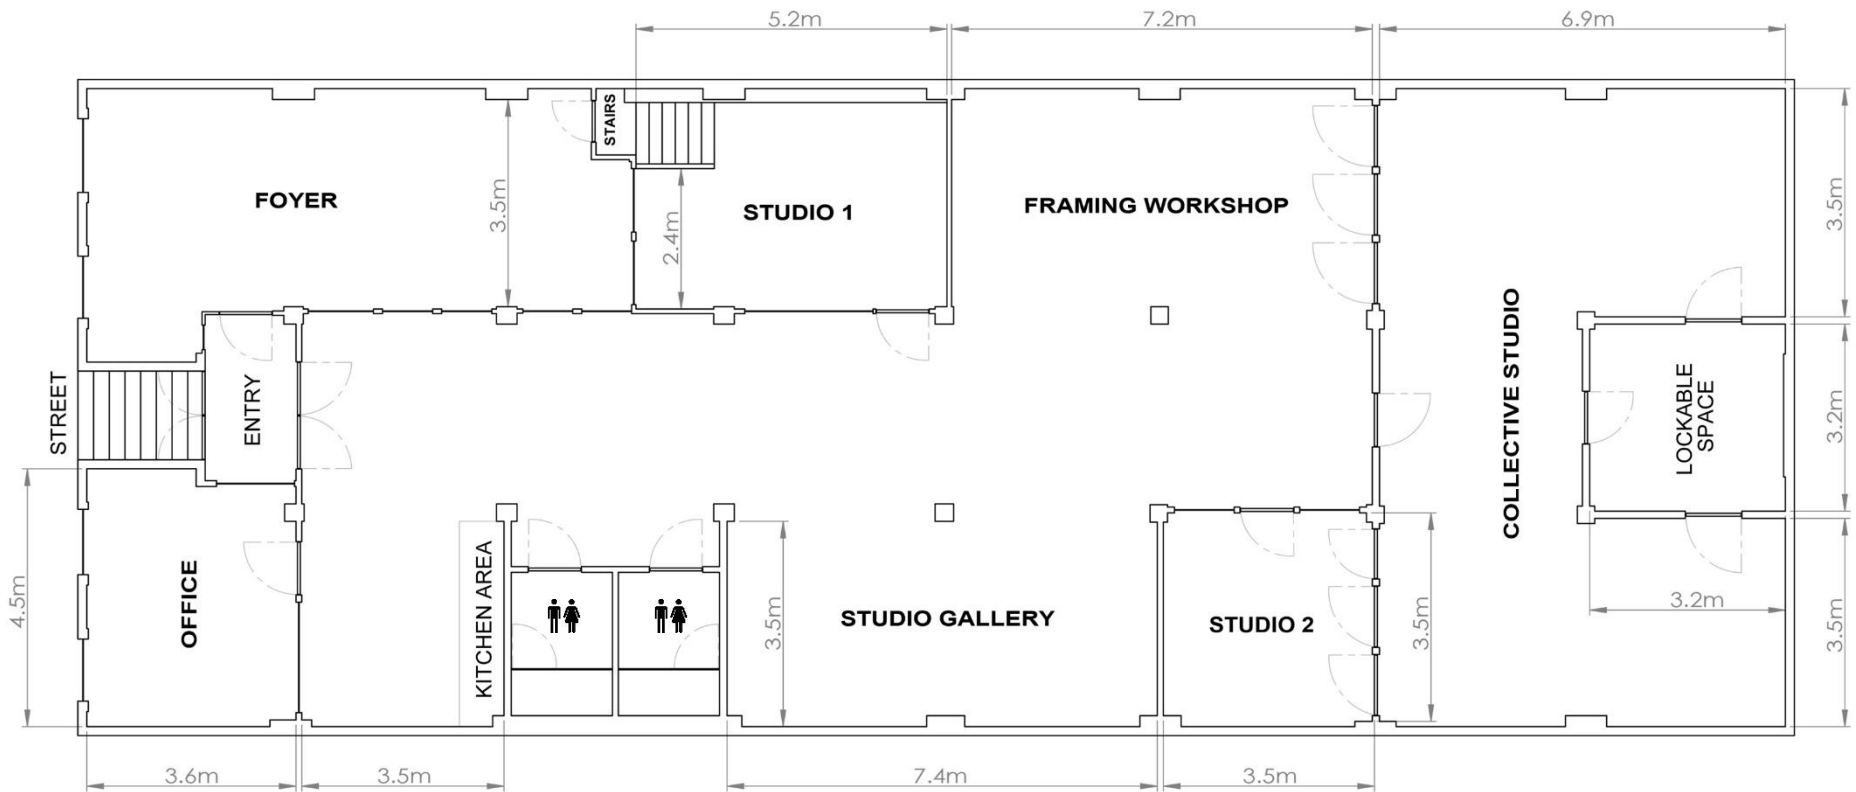 5.2m
7.2m
6.9m
STAIRS
FOYER
3.5m
2.4m
STUDIO 1
FRAMING WORKSHOP
3.5m
STREET
ENTRY
COLLECTIVE STUDIO
LOCKABLE
SPACE
3.2m
4.5m
OFFICE
KITCHEN AREA
3.5m
STUDIO GALLERY
STUDIO 2
3.5m
3.2m
3.5m
3.6m
3.5m
7.4m
3.5m